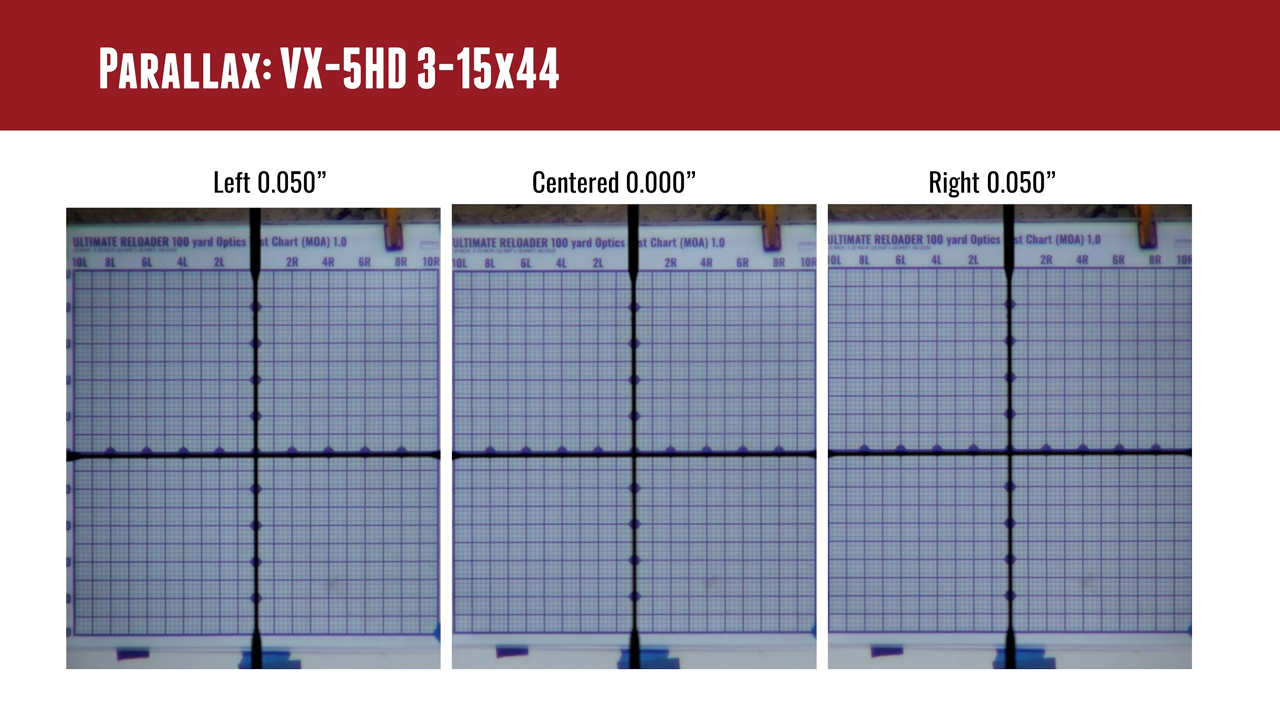 Parallax: VX-5HD 3-15x44
Left 0.050”
Centered 0.000”
Right 0.050”
ULTIMATE RELOADER 100 yard Optics st Chart (MOA) 1.0
10L 8L 6L 4L 2L 2R 4R 6R 8R 10R
ULTIMATE RELOADER 100 yard Optics st Chart (MOA) 1.0
10L 8L 6L 4L 2L 2R 4R 6R 8R 10R
ULTIMATE RELOADER 100 yard Optics st Chart (MOA) 1.0
10L 8L 6L 4L 2L 2R 4R 6R 8R 10R